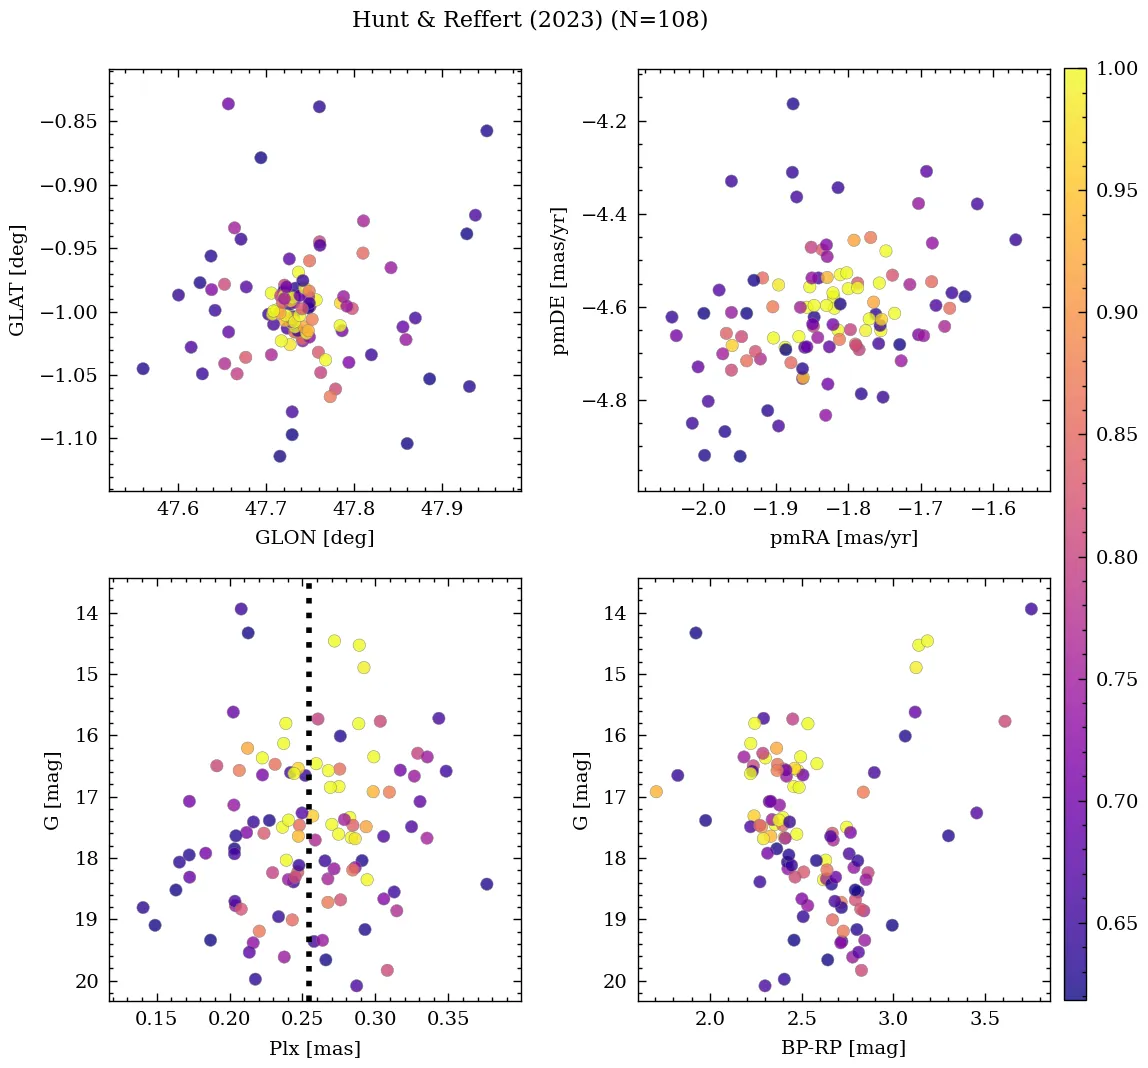 Hunt & Reffert (2023) (N=108)
GLAT [deg]
−0.85
−0.90
−0.95
−1.00
−1.05
−1.10
47.6 47.7 47.8 47.9
GLON [deg]
pmDE [mas/yr]
−4.2
−4.4
−4.6
−4.8
−2.0 −1.9 −1.8 −1.7 −1.6
pmRA [mas/yr]
G [mag]
14
15
16
17
18
19
20
0.15 0.20 0.25 0.30 0.35
Plx [mas]
G [mag]
14
15
16
17
18
19
20
2.0 2.5 3.0 3.5
BP-RP [mag]
1.00
0.95
0.90
0.85
0.80
0.75
0.70
0.65